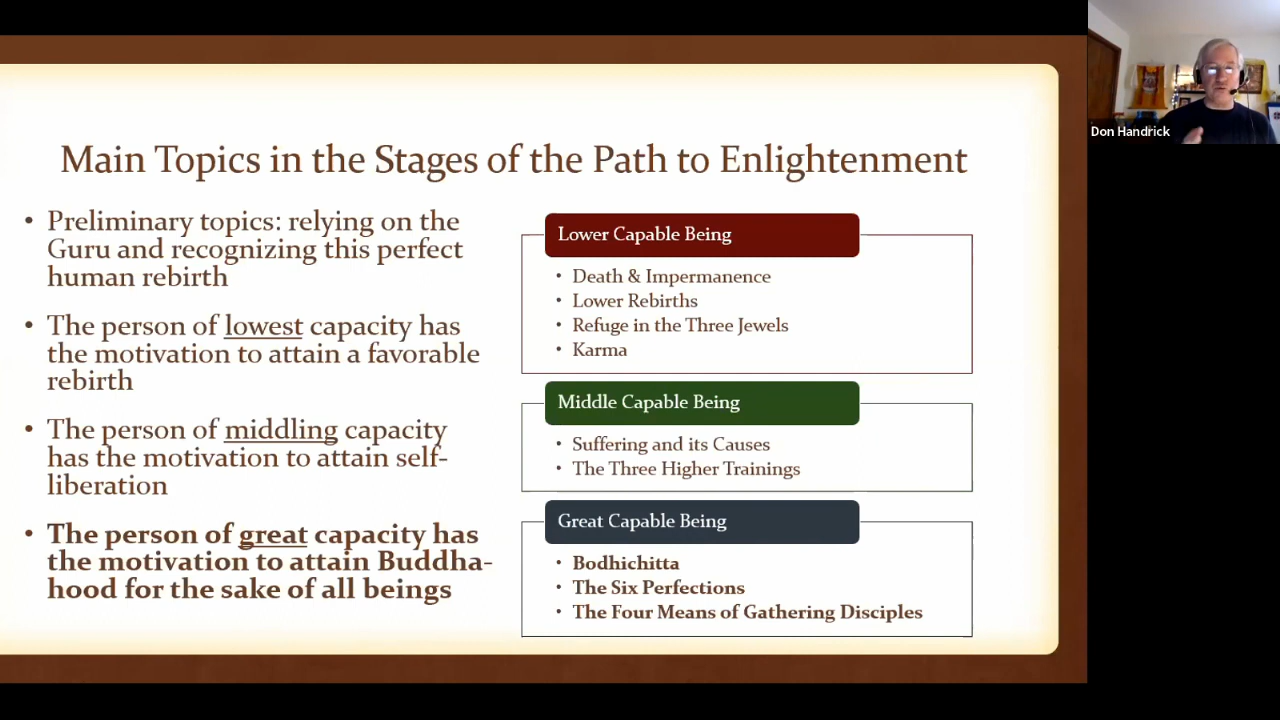 Main Topics in the Stages of the Path to Enlightenment
• Preliminary topics: relying on the
Guru and recognizing this perfect
human rebirth
• The person of lowest capacity has
the motivation to attain a favorable
rebirth
• The person of middling capacity
has the motivation to attain self-
liberation
• The person of great capacity has
the motivation to attain Buddha-
hood for the sake of all beings
Lower Capable Being
• Death & Impermanence
• Lower Rebirths
• Refuge in the Three Jewels
• Karma
Middle Capable Being
• Suffering and its Causes
• The Three Higher Trainings
Great Capable Being
• Bodhichitta
• The Six Perfections
• The Four Means of Gathering Disciples
Don Handrick